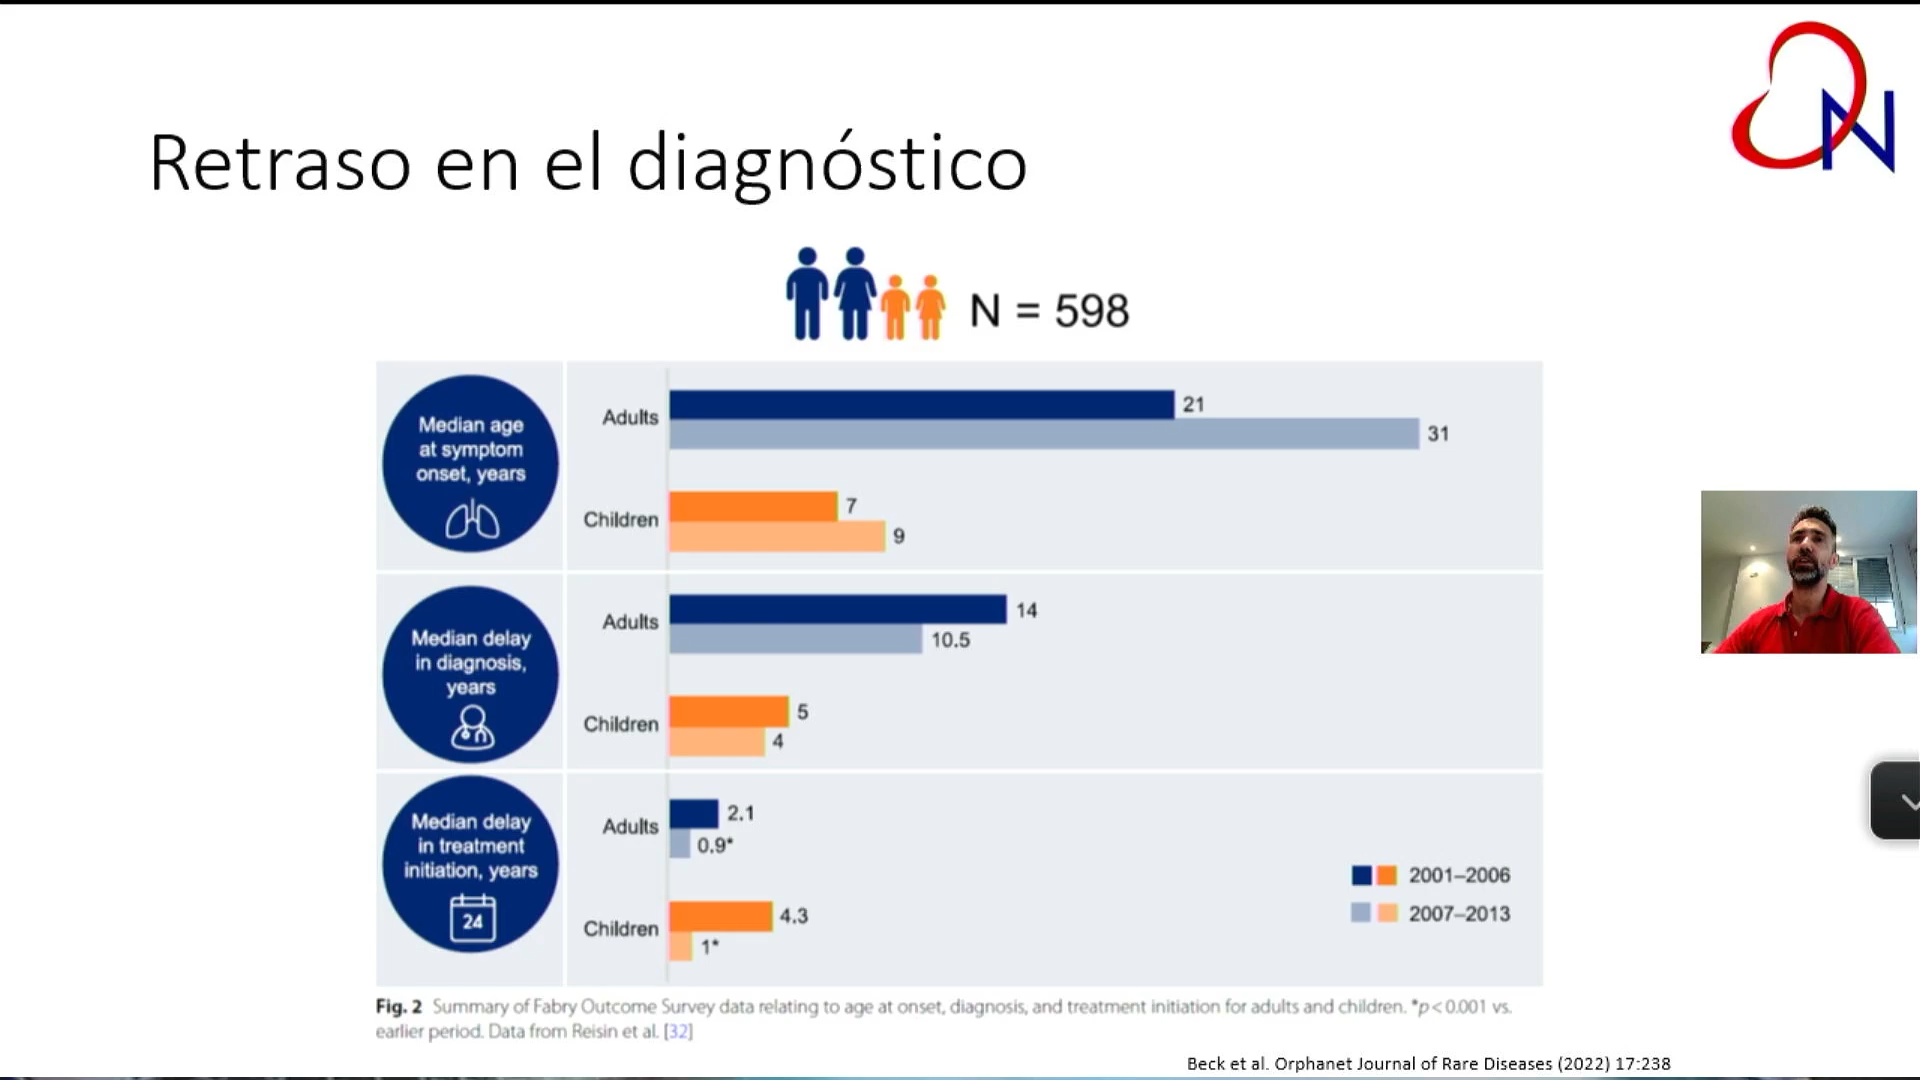 N
Retraso en el diagnóstico
N = 598
Median age
at symptom
onset, years
Adults
21
31
Children
7
9
Median delay
in diagnosis,
years
Adults
14
10.5
Children
5
4
Median delay
in treatment
initiation, years
24
Adults
2.1
0.9*
Children
4.3
1*
2001–2006
2007–2013
Fig. 2 Summary of Fabry Outcome Survey data relating to age at onset, diagnosis, and treatment initiation for adults and children. *p < 0.001 vs.
earlier period. Data from Reisin et al. [32]
Beck et al. Orphanet Journal of Rare Diseases (2022) 17:238